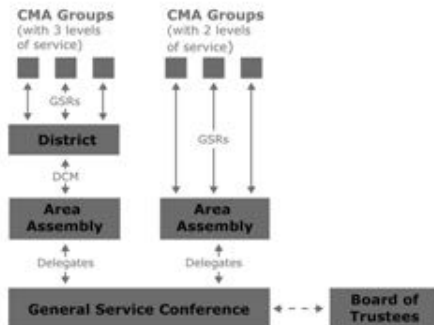 CMA Groups
(with 3 levels
of service)
CMA Groups
(with 2 levels
of service)
GSRs
GSRs
District
DCM
Area
Assembly
Area
Assembly
Delegates
Delegates
General Service Conference
Board of
Trustees